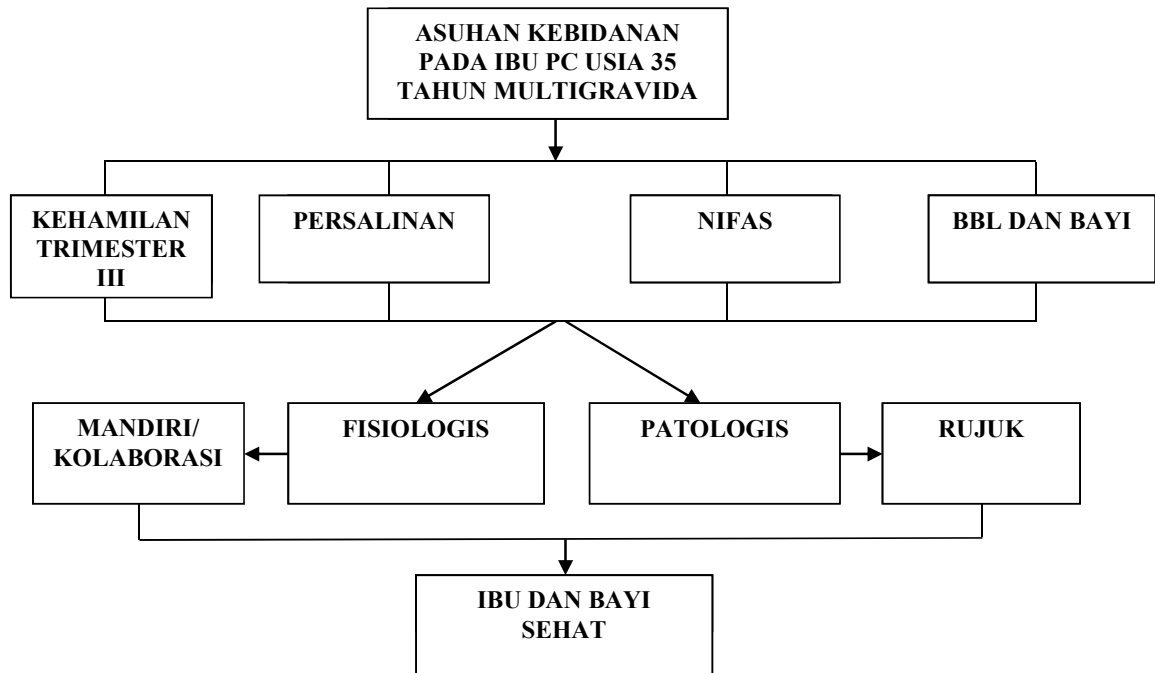 ASUHAN KEBIDANAN
PADA IBU PC USIA 35
TAHUN MULTIGRAVIDA
KEHAMILAN
TRIMESTER
III
PERSALINAN
NIFAS
BBL DAN BAYI
MANDIRI/
KOLABORASI
FISIOLOGIS
PATOLOGIS
RUJUK
IBU DAN BAYI
SEHAT